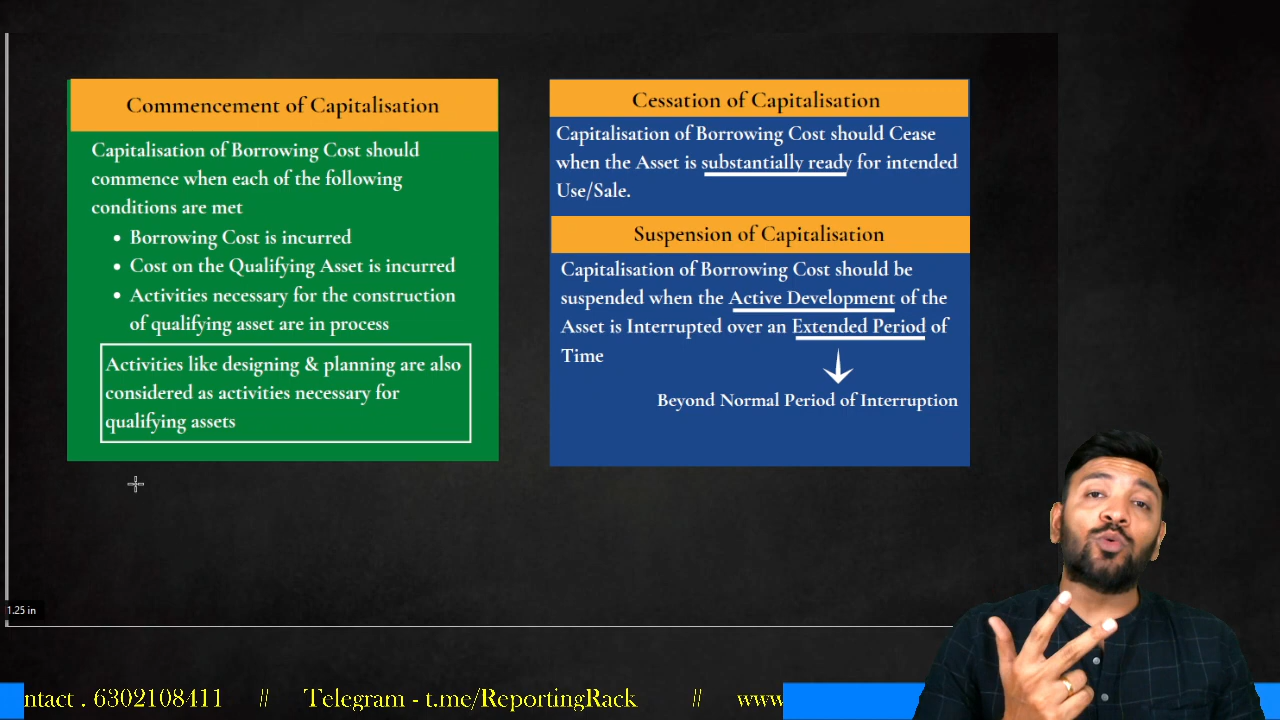 Commencement of Capitalisation
Capitalisation of Borrowing Cost should
commence when each of the following
conditions are met
• Borrowing Cost is incurred
• Cost on the Qualifying Asset is incurred
• Activities necessary for the construction
of qualifying asset are in process
Activities like designing & planning are also
considered as activities necessary for
qualifying assets
Cessation of Capitalisation
Capitalisation of Borrowing Cost should Cease
when the Asset is substantially ready for intended
Use/Sale.
Suspension of Capitalisation
Capitalisation of Borrowing Cost should be
suspended when the Active Development of the
Asset is Interrupted over an Extended Period of
Time
Beyond Normal Period of Interruption
1.25 in
ntact . 6302108411 // Telegram - t.me/ReportingRack // www